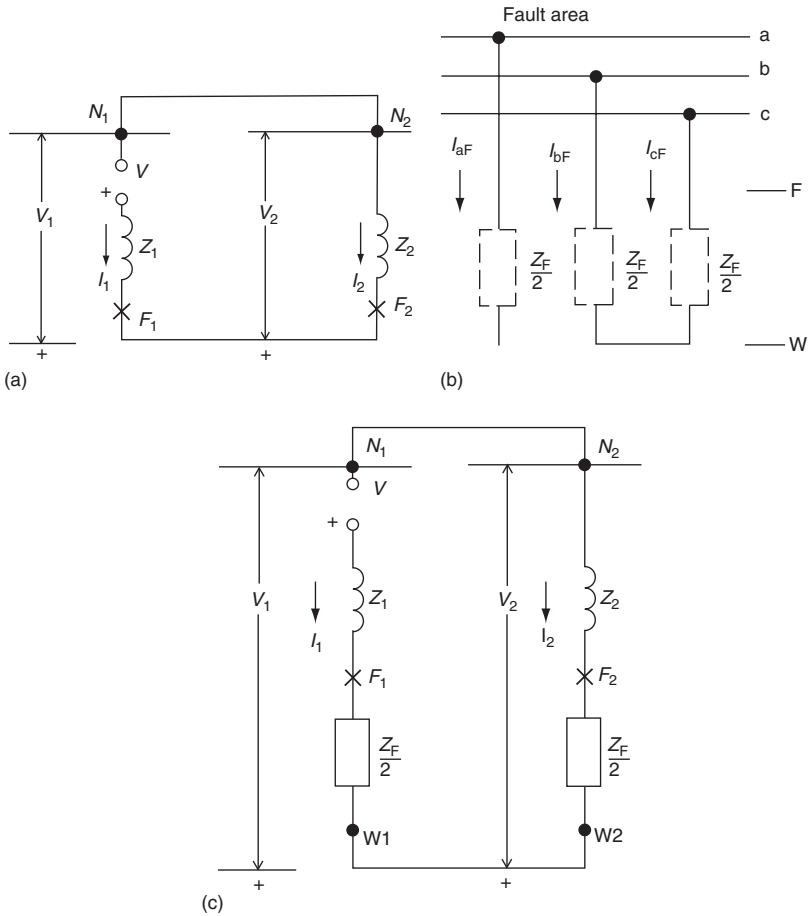 Fault area
a
b
c
N1
N2
V
+
V1
Z1
I1
F1
V2
Z2
I2
F2
+
+
(a)
IaF
IbF
IcF
F
ZF
2
ZF
2
ZF
2
W
(b)
N1
N2
V
+
V1
Z1
I1
V2
Z2
I2
F1
F2
ZF
2
ZF
2
W1
W2
+
+
(c)